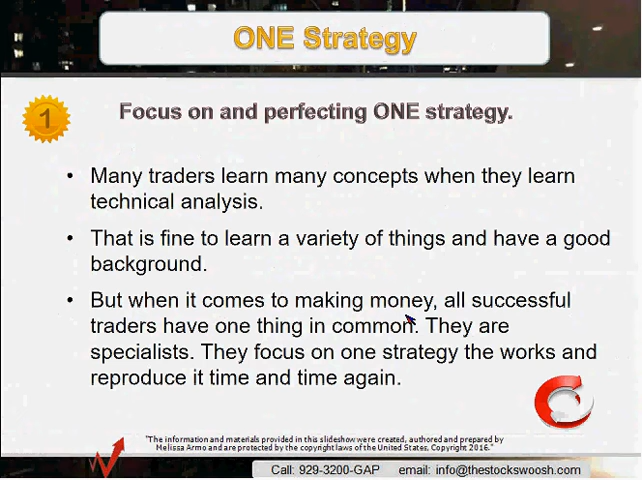 ONE Strategy
1
Focus on and perfecting ONE strategy.
• Many traders learn many concepts when they learn
technical analysis.
• That is fine to learn a variety of things and have a good
background.
• But when it comes to making money, all successful
traders have one thing in common. They are
specialists. They focus on one strategy the works and
reproduce it time and time again.
"The information and materials provided in this slideshow were created, authored and prepared by
Melissa Armo and are protected by the copyright laws of the United States, Copyright 2016."
Call: 929-3200-GAP email: info@thestockswoosh.com